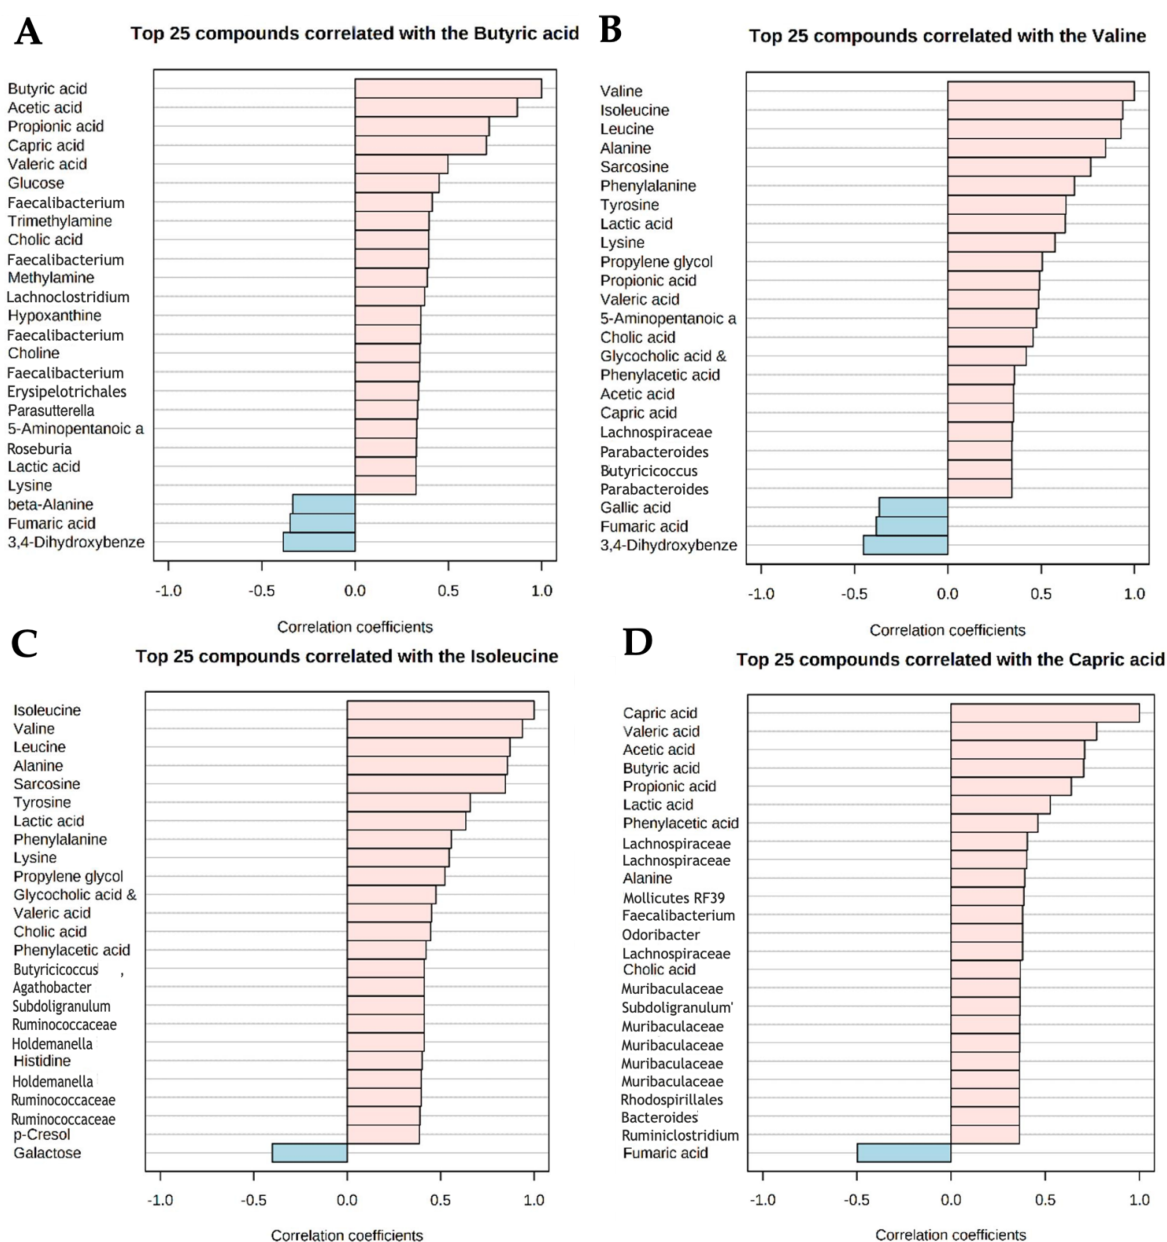 A
Top 25 compounds correlated with the Butyric acid
Butyric acid
Acetic acid
Propionic acid
Capric acid
Valeric acid
Glucose
Faecalibacterium
Trimethylamine
Cholic acid
Faecalibacterium
Methylamine
Lachnoclostridium
Hypoxanthine
Faecalibacterium
Choline
Faecalibacterium
Erysipelotrichales
Parasutterella
5-Aminopentanoic a
Roseburia
Lactic acid
Lysine
beta-Alanine
Fumaric acid
3,4-Dihydroxybenze
-1.0 -0.5 0.0 0.5 1.0
Correlation coefficients
B
Top 25 compounds correlated with the Valine
Valine
Isoleucine
Leucine
Alanine
Sarcosine
Phenylalanine
Tyrosine
Lactic acid
Lysine
Propylene glycol
Propionic acid
Valeric acid
5-Aminopentanoic a
Cholic acid
Glycocholic acid &
Phenylacetic acid
Acetic acid
Capric acid
Lachnospiraceae
Parabacteroides
Butyricicoccus
Parabacteroides
Gallic acid
Fumaric acid
3,4-Dihydroxybenze
-1.0 -0.5 0.0 0.5 1.0
Correlation coefficients
C
Top 25 compounds correlated with the Isoleucine
Isoleucine
Valine
Leucine
Alanine
Sarcosine
Tyrosine
Lactic acid
Phenylalanine
Lysine
Propylene glycol
Glycocholic acid &
Valeric acid
Cholic acid
Phenylacetic acid
Butyricicoccus ,
Agathobacter
Subdoligranulum
Ruminococcaceae
Holdemanella
Histidine
Holdemanella
Ruminococcaceae
Ruminococcaceae
p-Cresol
Galactose
-1.0 -0.5 0.0 0.5 1.0
Correlation coefficients
D
Top 25 compounds correlated with the Capric acid
Capric acid
Valeric acid
Acetic acid
Butyric acid
Propionic acid
Lactic acid
Phenylacetic acid
Lachnospiraceae
Lachnospiraceae
Alanine
Mollicutes RF39
Faecalibacterium
Odoribacter
Lachnospiraceae
Cholic acid
Muribaculaceae
Subdoligranulum'
Muribaculaceae
Muribaculaceae
Muribaculaceae
Muribaculaceae
Rhodospirillales
Bacteroides
Ruminiclostridium
Fumaric acid
-1.0 -0.5 0.0 0.5 1.0
Correlation coefficients